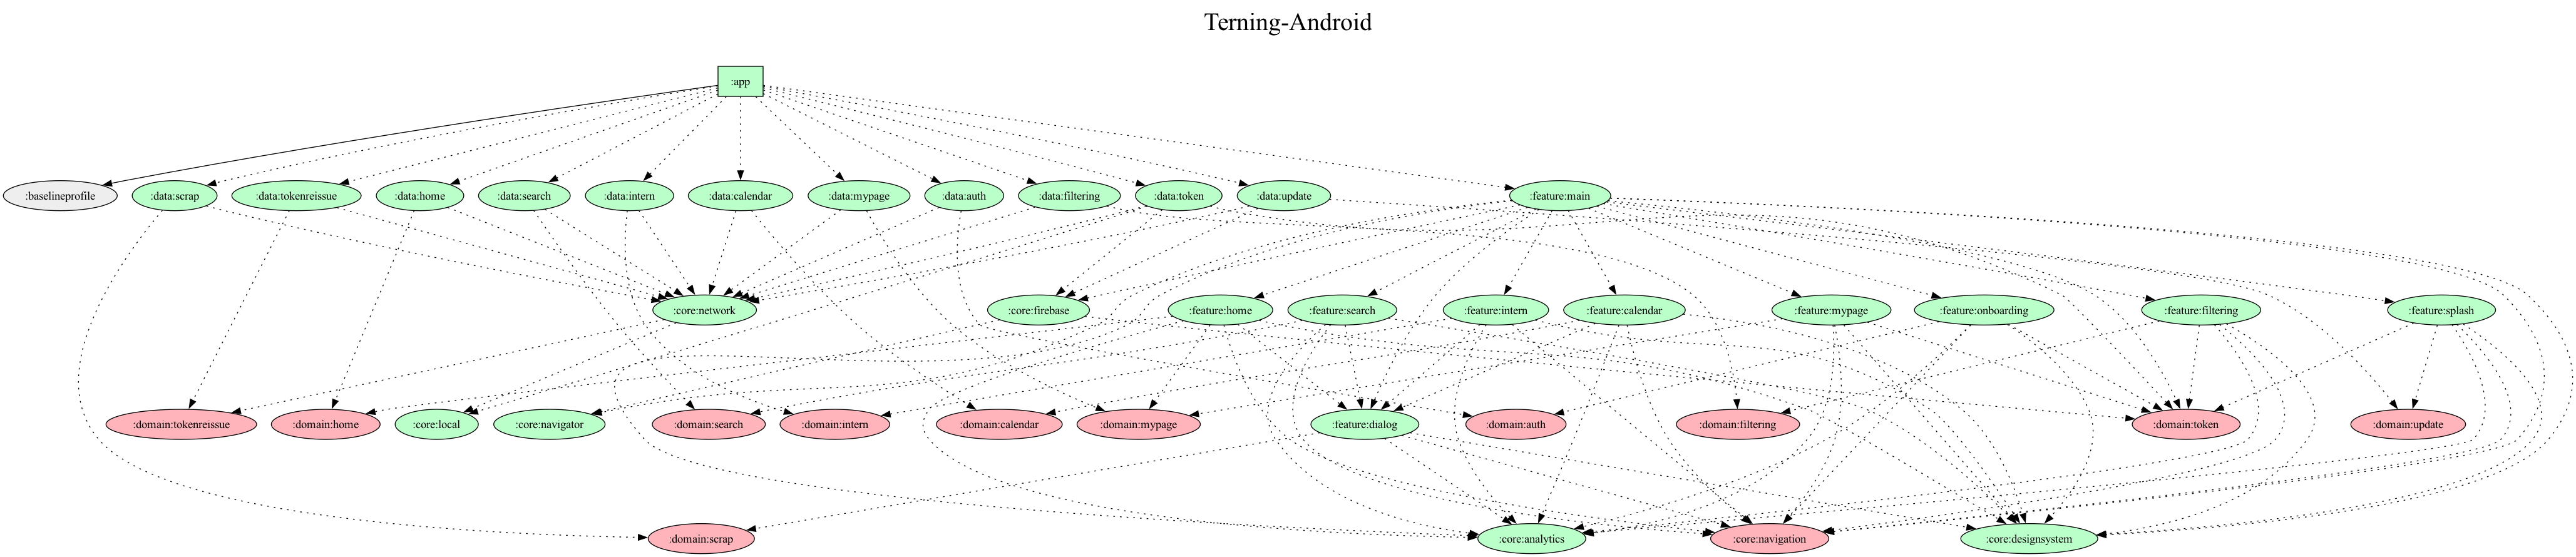 Terning-Android
:app
:baselineprofile
:data:scrap
:data:tokenreissue
:data:home
:data:search
:data:intern
:data:calendar
:data:mypage
:data:auth
:data:filtering
:data:token
:data:update
:feature:main
:core:network
:core:firebase
:feature:home
:feature:search
:feature:intern
:feature:calendar
:feature:mypage
:feature:onboarding
:feature:filtering
:feature:splash
:domain:tokenreissue
:domain:home
:core:local
:core:navigator
:domain:search
:domain:intern
:domain:calendar
:domain:mypage
:feature:dialog
:domain:auth
:domain:filtering
:domain:token
:domain:update
:domain:scrap
:core:analytics
:core:navigation
:core:designsystem